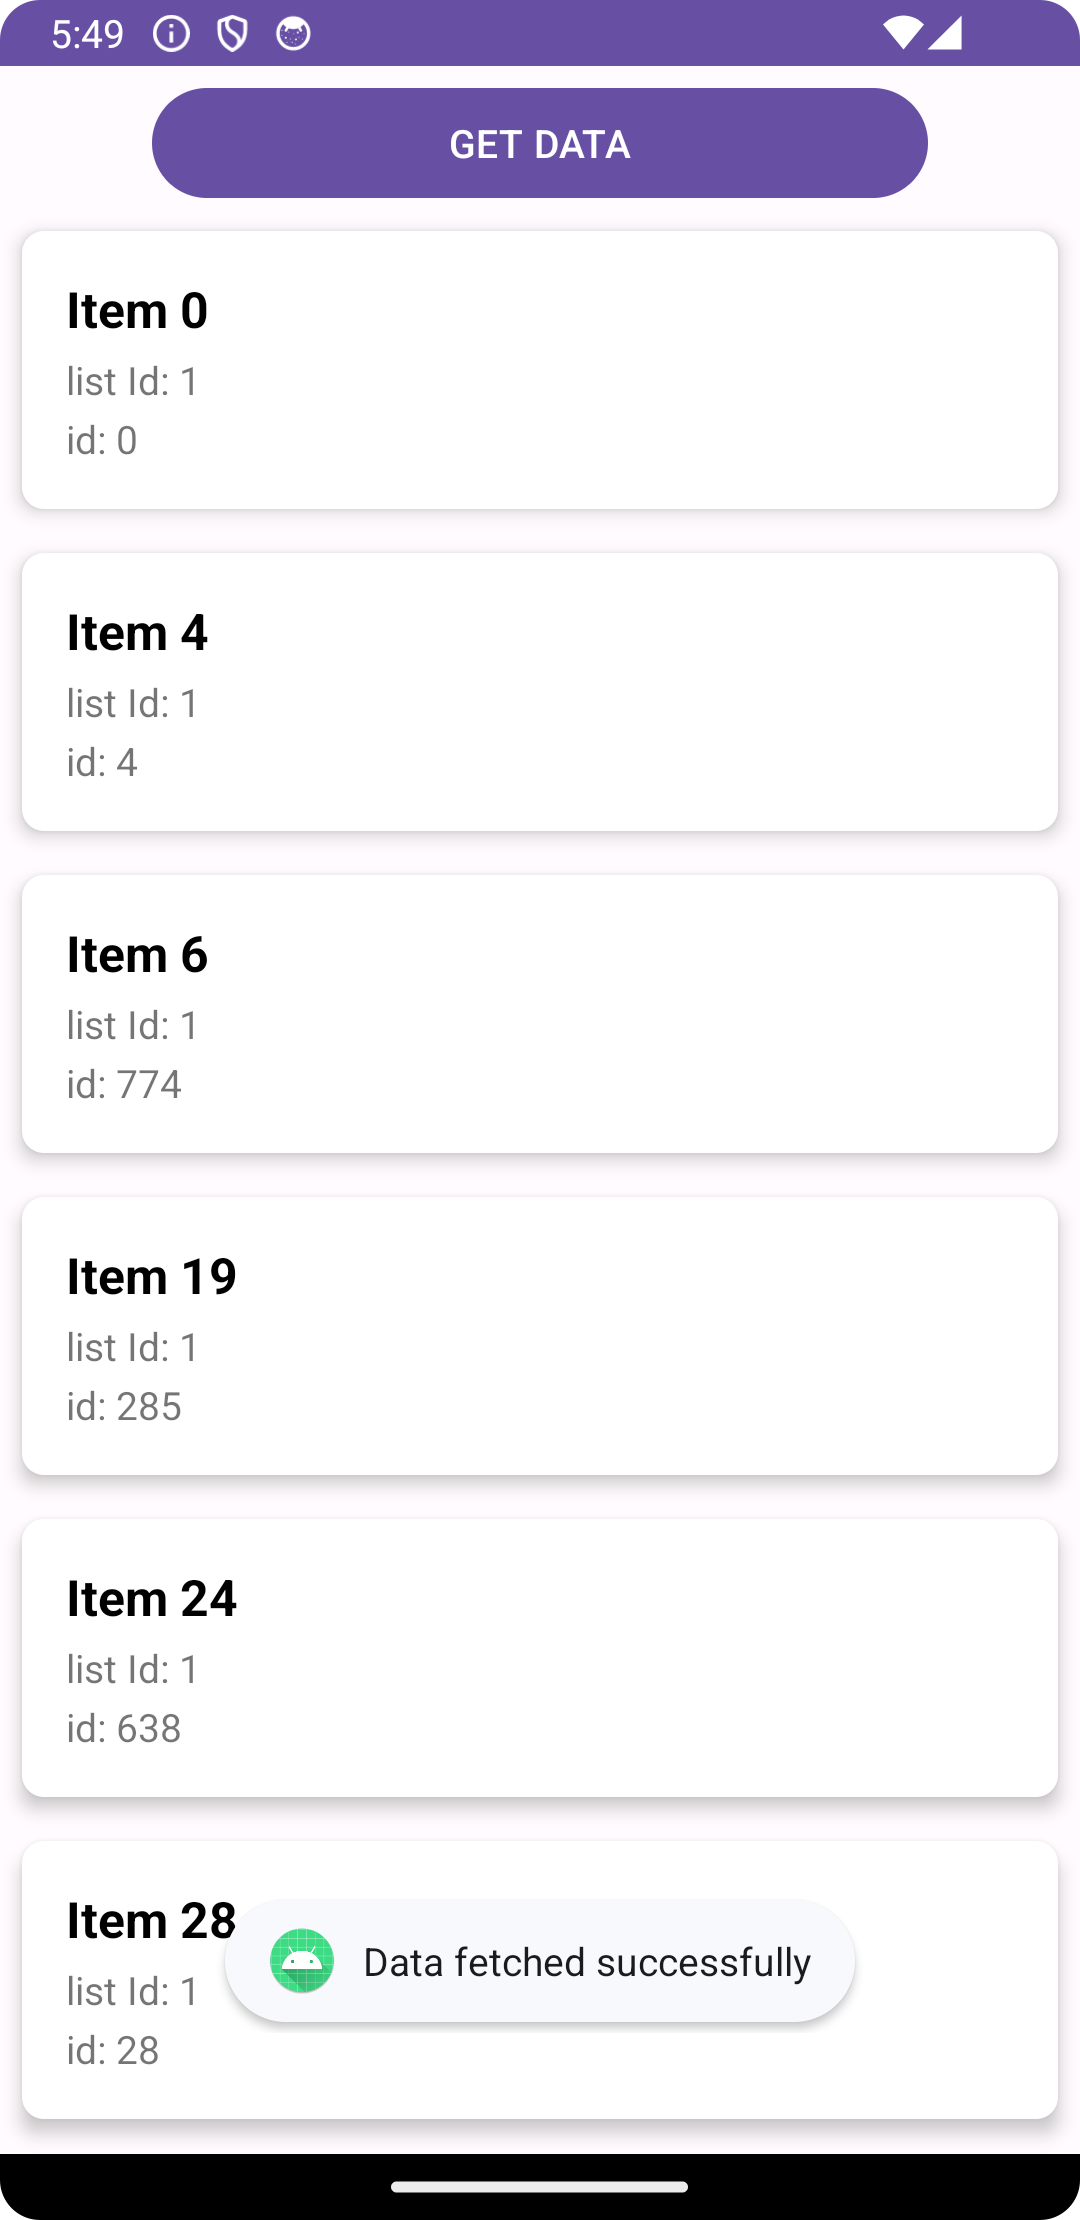 5:49
GET DATA
Item 0
list Id: 1
id: 0
Item 4
list Id: 1
id: 4
Item 6
list Id: 1
id: 774
Item 19
list Id: 1
id: 285
Item 24
list Id: 1
id: 638
Item 28
list Id: 1
id: 28
Data fetched successfully